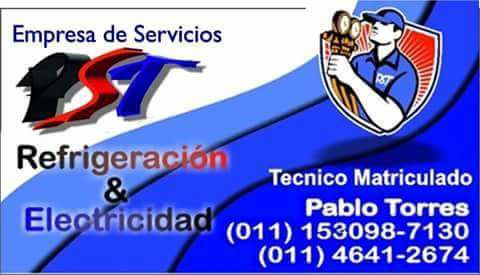 Empresa de Servicios
PST
Refrigeración
&
Electricidad
Tecnico Matriculado
Pablo Torres
(011) 153098-7130
(011) 4641-2674